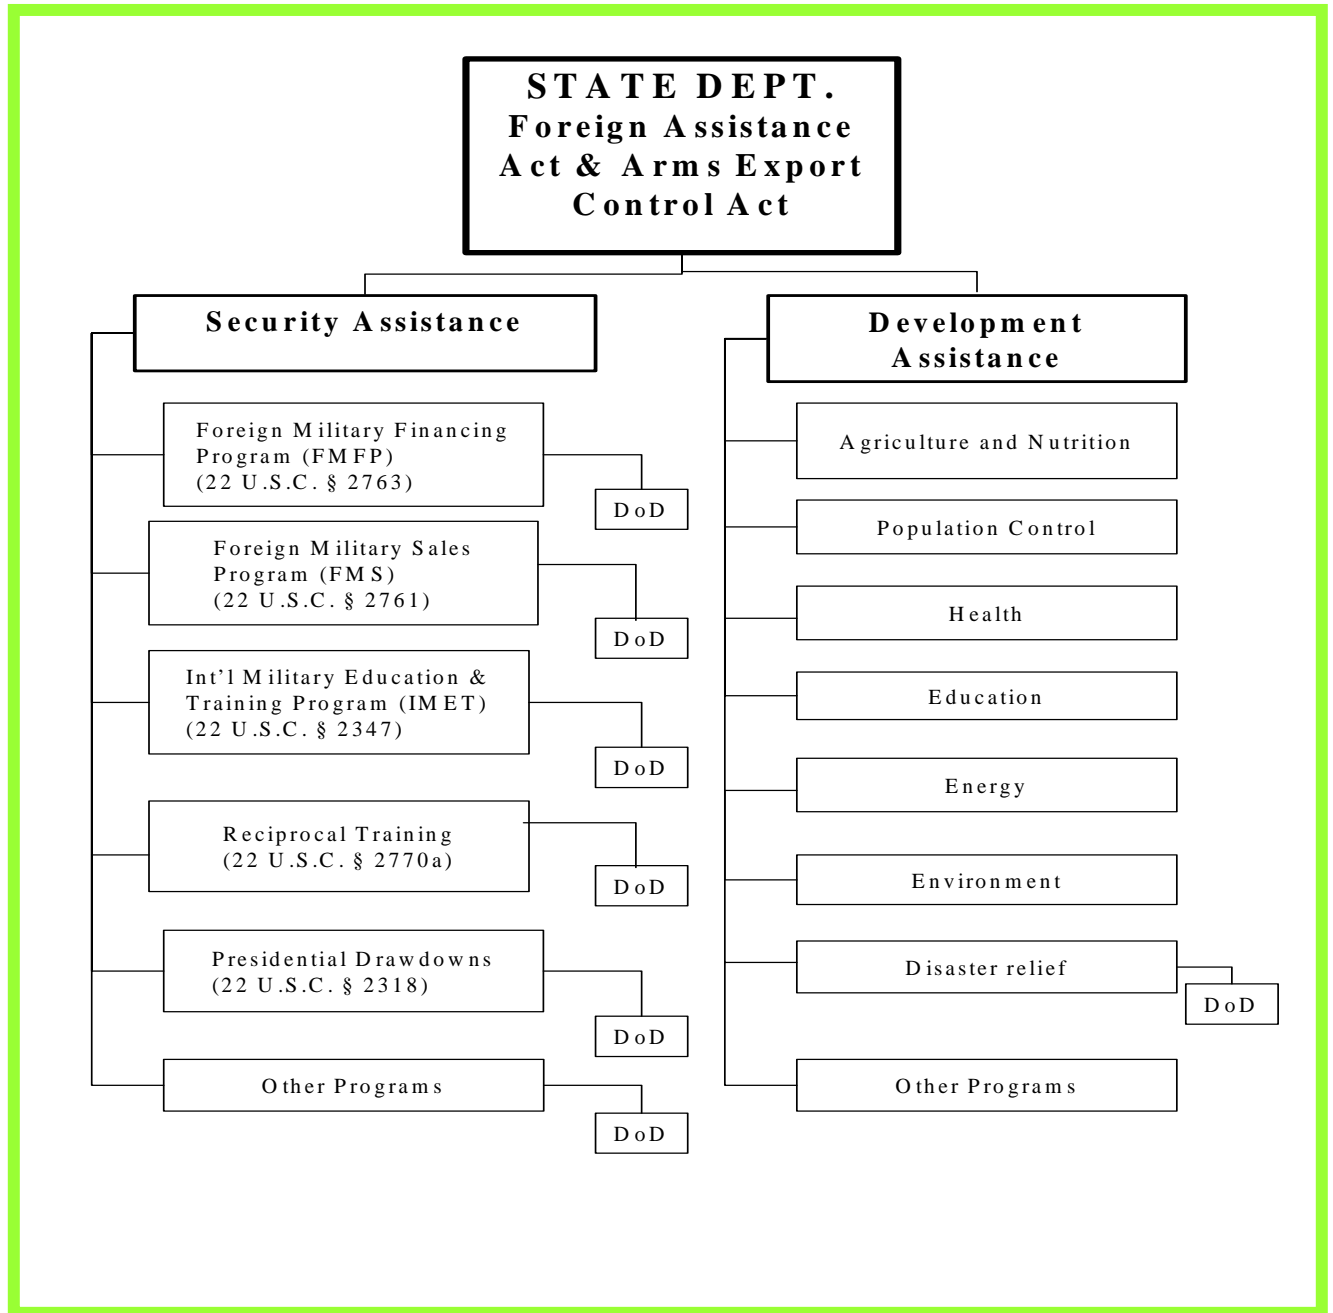 STATE DEPT.
Foreign Assistance
Act & Arms Export
Control Act
Security Assistance
Foreign Military Financing
Program (FMFP)
(22 U.S.C. § 2763)
DoD
Foreign Military Sales
Program (FMS)
(22 U.S.C. § 2761)
DoD
Int’l Military Education &
Training Program (IMET)
(22 U.S.C. § 2347)
DoD
Reciprocal Training
(22 U.S.C. § 2770a)
DoD
Presidential Drawdowns
(22 U.S.C. § 2318)
DoD
Other Programs
DoD
Development
Assistance
Agriculture and Nutrition
Population Control
Health
Education
Energy
Environment
Disaster relief
DoD
Other Programs